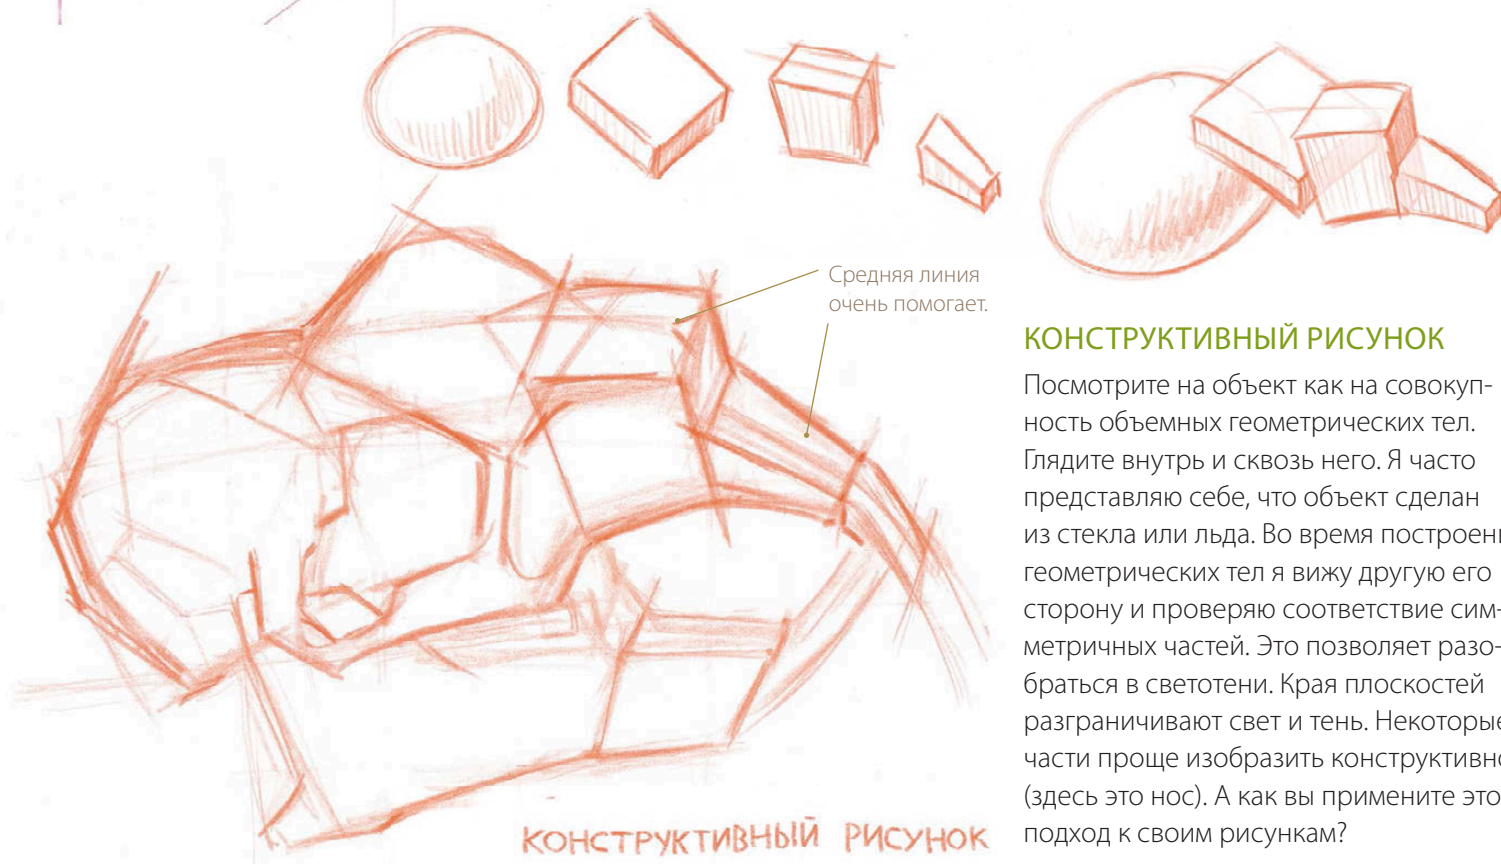 Средняя линия
очень помогает.
КОНСТРУКТИВНЫЙ РИСУНОК
Посмотрите на объект как на совокуп-
ность объемных геометрических тел.
Глядите внутрь и сквозь него. Я часто
представляю себе, что объект сделан
из стекла или льда. Во время построень
геометрических тел я вижу другую его
сторону и проверяю соответствие сим-
метричных частей. Это позволяет разо-
браться в светотени. Края плоскостей
разграничивают свет и тень. Некоторые
части проще изобразить конструктивно
(здесь это нос). А как вы примените это
подход к своим рисункам?
КОНСТРУКТИВНЫЙ РИСУНОК